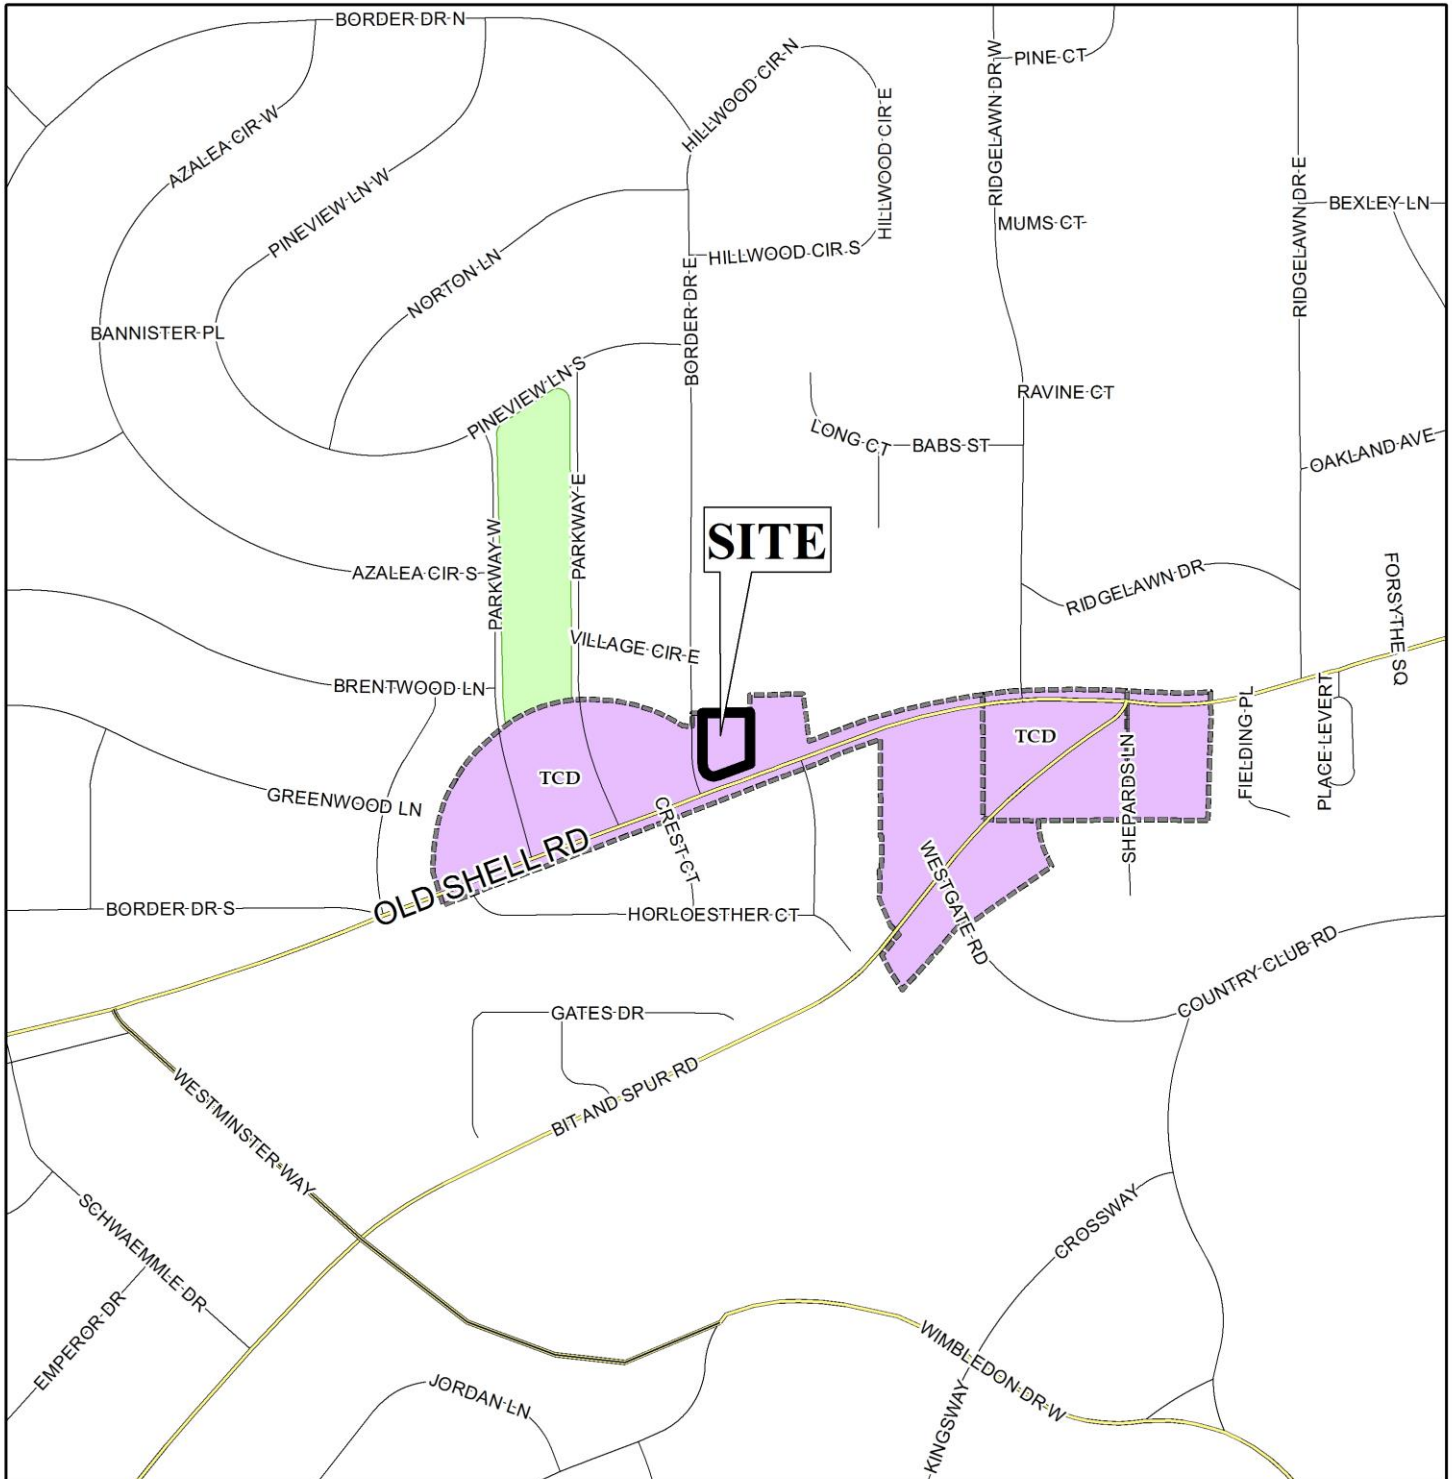 BORDER DR N
PINE CT
HILLWOOD CIR N
RIDGELAWN DR W
HILLWOOD CIR E
AZALEA CIR W
RIDGELAWN DR E
PINEVIEW LN W
BEXLEY LN
MUMS CT
HILLWOOD CIR S
NORTON LN
BANNISTER PL
BORDER DR E
PINEVIEW LN S
RAVINE CT
LONG CT
BABS ST
OAKLAND AVE
PARKWAY E
PARKWAY W
SITE
AZALEA CIR S
RIDGELAWN DR
FORSYTHE SQ
VILLAGE CIR E
BRENTWOOD LN
FIELDING PL
PLACE LEVERT
TCD
TCD
SHEPARDS LN
GREENWOOD LN
CREST CT
OLD SHELL RD
WESTGATE RD
BORDER DR S
HORLOESTHER CT
COUNTRY CLUB RD
GATES DR
BIT AND SPUR RD
WESTMINSTER WAY
CROSSWAY
SCHWAEMMLE DR
EMPEROR DR
WIMBLEDON DR W
JORDAN LN
KINGSWAY